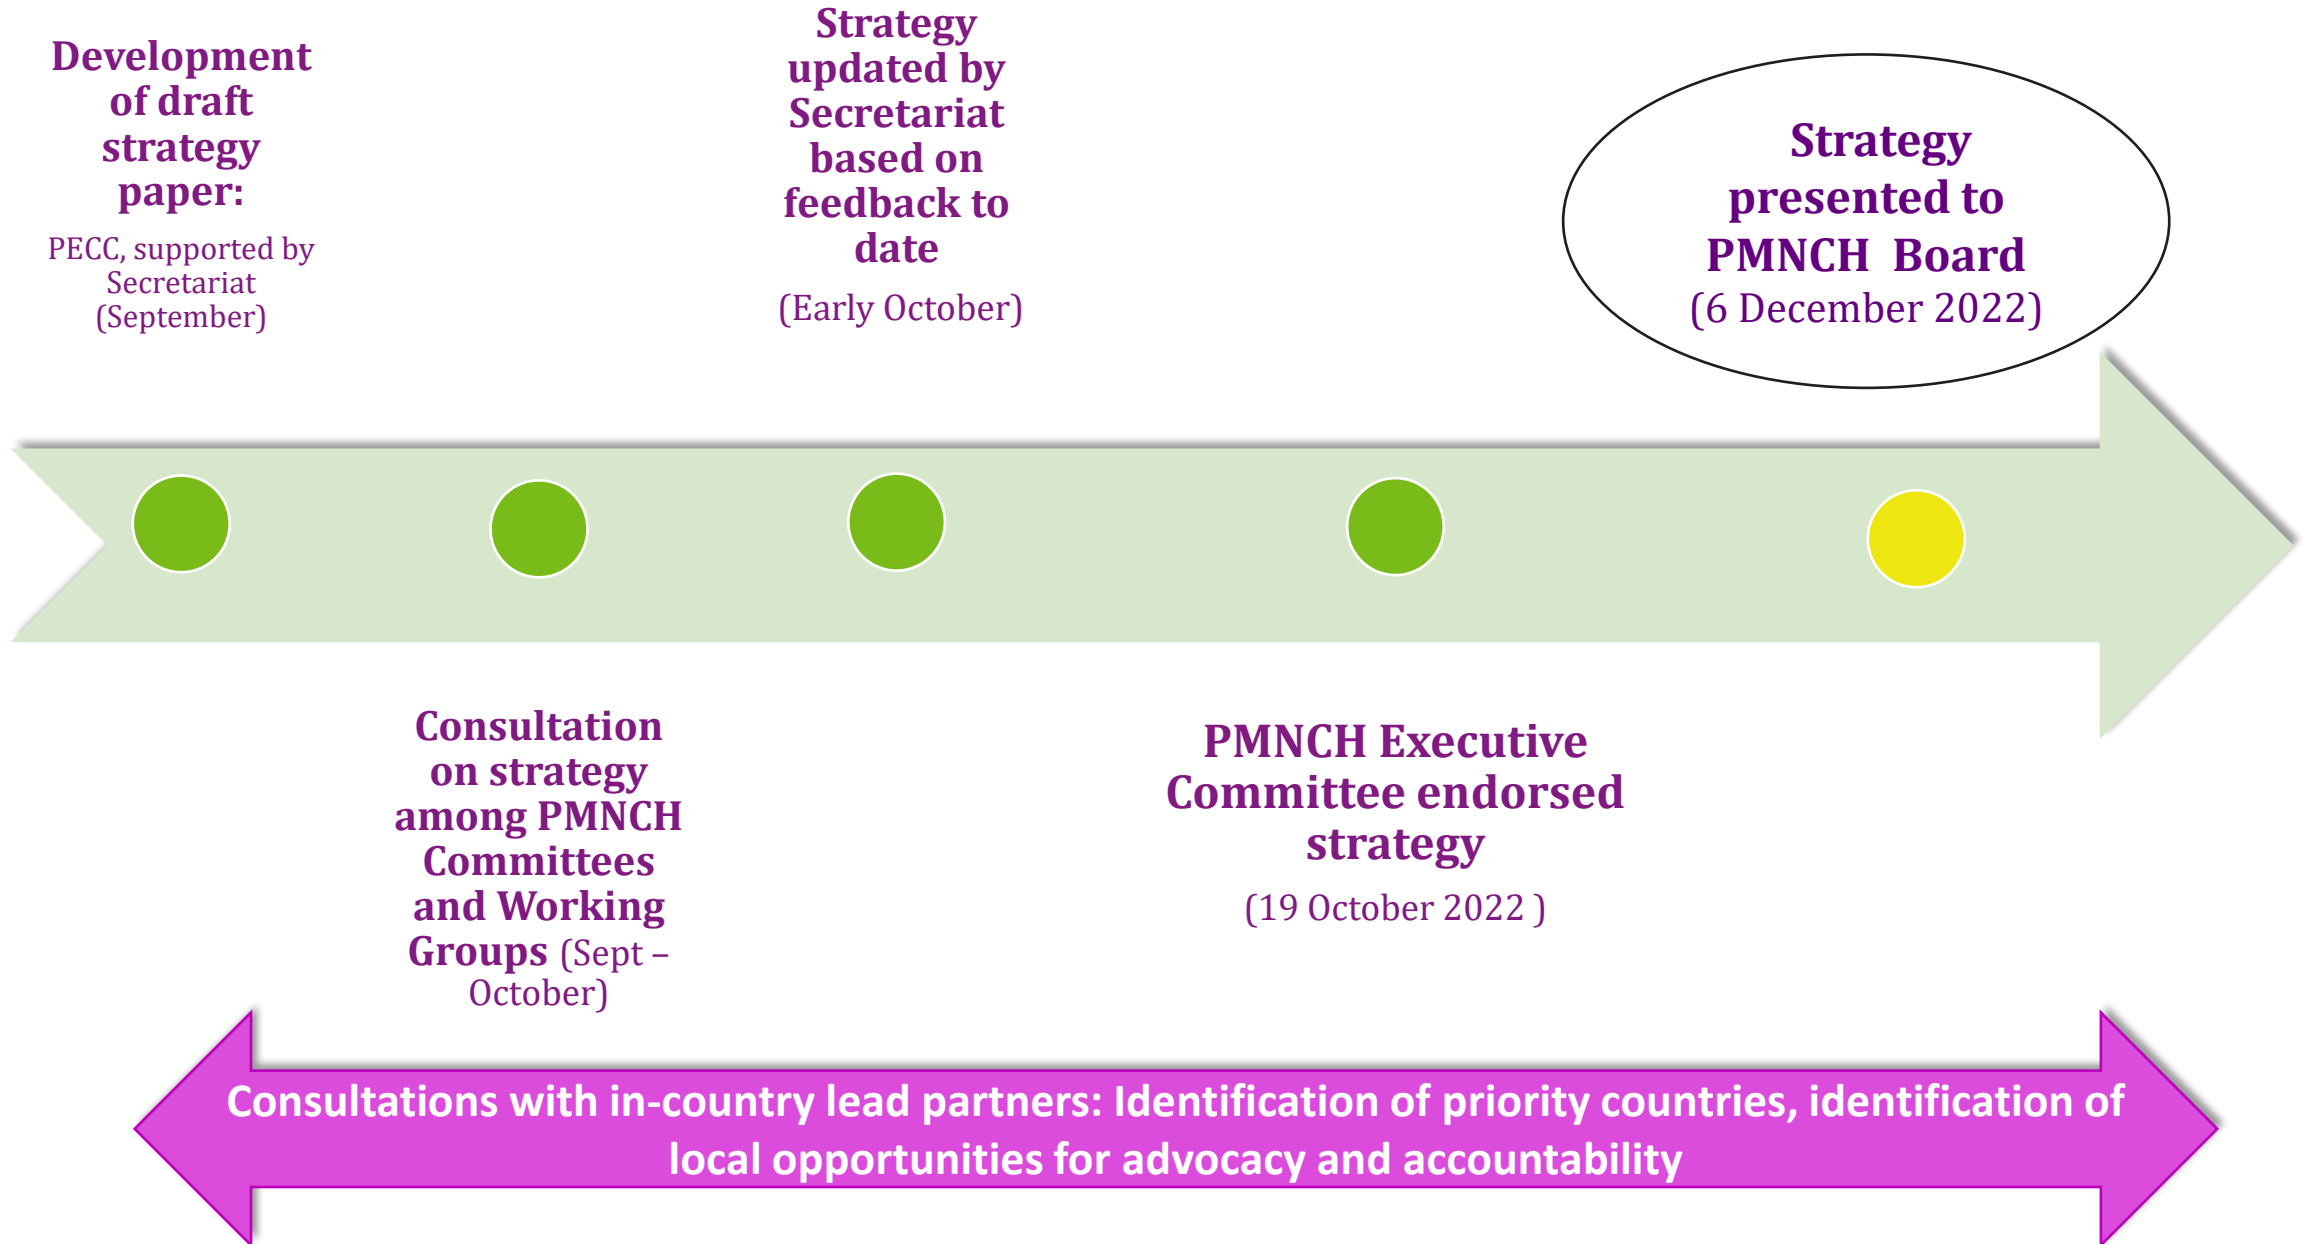 Development
of draft
strategy
paper:
PECC, supported by
Secretariat
(September)
Strategy
updated by
Secretariat
based on
feedback to
date
(Early October)
Strategy
presented to
PMNCH Board
(6 December 2022)
Consultation
on strategy
among PMNCH
Committees
and Working
Groups (Sept –
October)
PMNCH Executive
Committee endorsed
strategy
(19 October 2022 )
Consultations with in-country lead partners: Identification of priority countries, identification of
local opportunities for advocacy and accountability